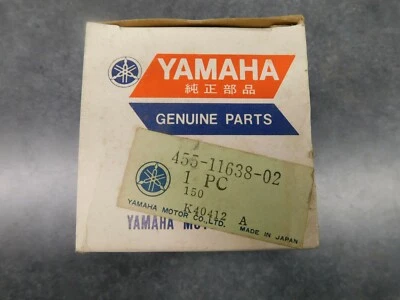 YAMAHA
純正部品
GENUINE PARTS
455-11638-02
1 PC
150
K40412 A
YAMAHA MOTOR CO., LTD. MADE IN JAPAN
YAMAHA